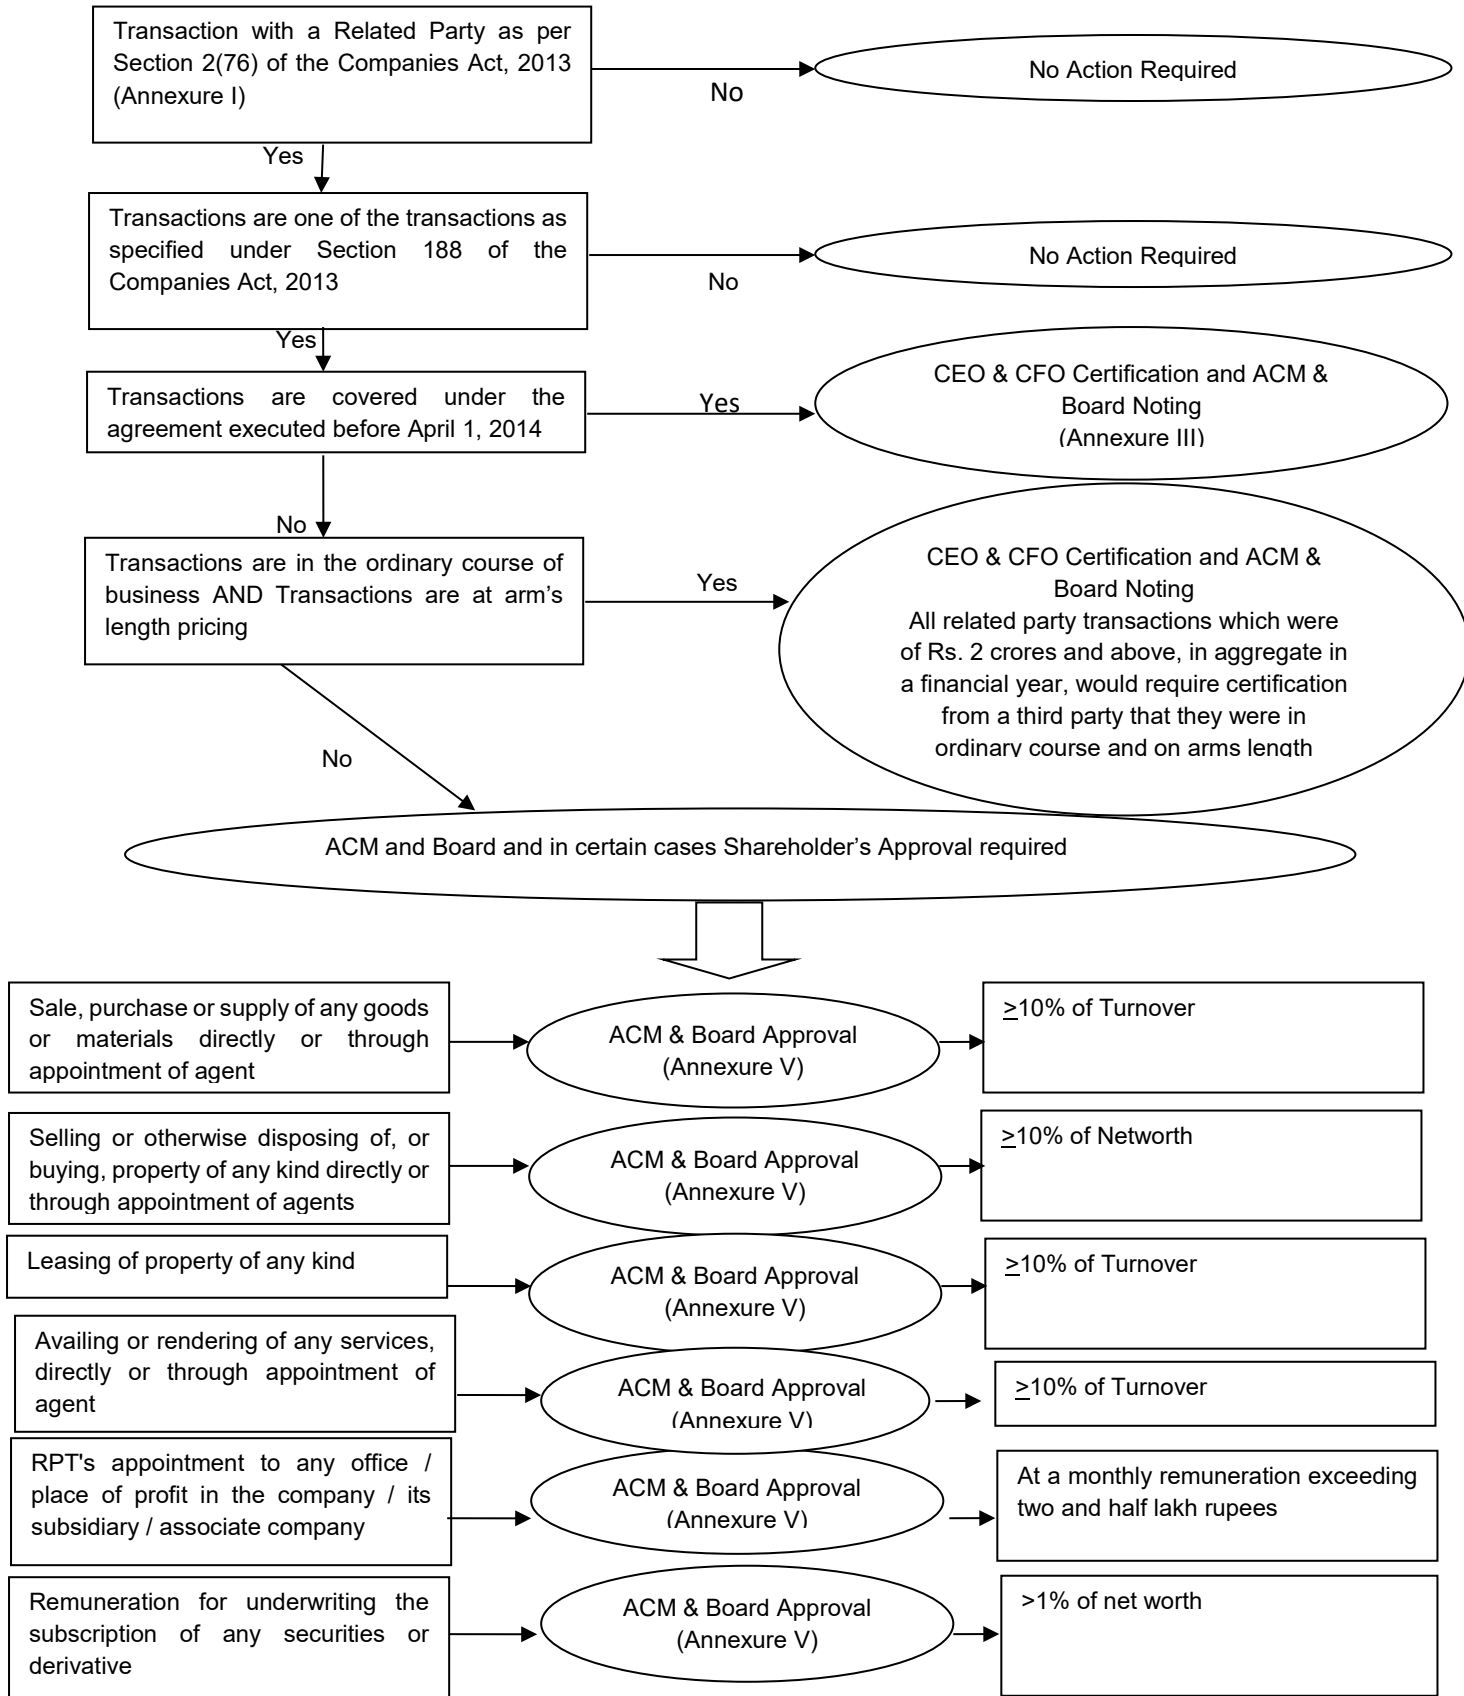 Transaction with a Related Party as per
Section 2(76) of the Companies Act, 2013
(Annexure I)
No
No Action Required
Yes
Transactions are one of the transactions as
specified under Section 188 of the
Companies Act, 2013
No
No Action Required
Yes
Transactions are covered under the
agreement executed before April 1, 2014
Yes
CEO & CFO Certification and ACM &
Board Noting
(Annexure III)
No
Transactions are in the ordinary course of
business AND Transactions are at arm's
length pricing
Yes
CEO & CFO Certification and ACM &
Board Noting
All related party transactions which were
of Rs. 2 crores and above, in aggregate in
a financial year, would require certification
from a third party that they were in
ordinary course and on arms length
No
ACM and Board and in certain cases Shareholder's Approval required
Sale, purchase or supply of any goods
or materials directly or through
appointment of agent
ACM & Board Approval
(Annexure V)
≥10% of Turnover
Selling or otherwise disposing of, or
buying, property of any kind directly or
through appointment of agents
ACM & Board Approval
(Annexure V)
≥10% of Networth
Leasing of property of any kind
ACM & Board Approval
(Annexure V)
≥10% of Turnover
Availing or rendering of any services,
directly or through appointment of
agent
ACM & Board Approval
(Annexure V)
≥10% of Turnover
RPT's appointment to any office /
place of profit in the company / its
subsidiary / associate company
ACM & Board Approval
(Annexure V)
At a monthly remuneration exceeding
two and half lakh rupees
Remuneration for underwriting the
subscription of any securities or
derivative
ACM & Board Approval
(Annexure V)
>1% of net worth